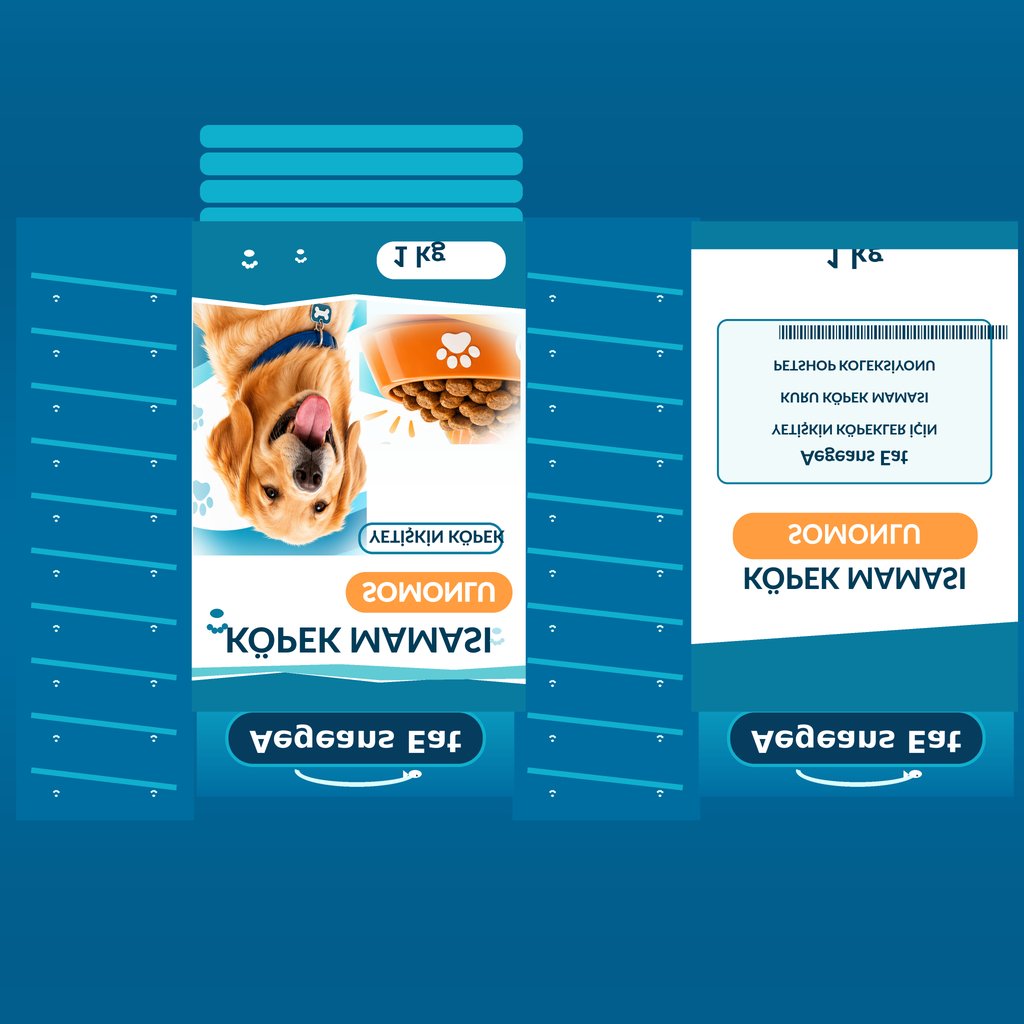 Aegeans Eat
KÖPEK MAMASI
SOMONLU
YETİŞKİN KÖPEK
1 kg
Aegeans Eat
KÖPEK MAMASI
SOMONLU
Aegeans Eat
YETİŞKİN KÖPEKLER İÇİN
KURU KÖPEK MAMASI
PETSHOP KOLEKSİYONU
1 kg